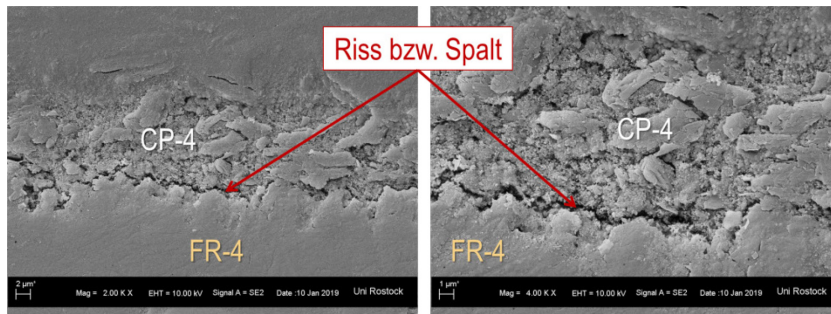 Riss bzw. Spalt
CP-4
FR-4
2 µm*
Mag = 2.00 K X EHT = 10.00 kV Signal A = SE2 Date :10 Jan 2019 Uni Rostock
CP-4
FR-4
1 µm*
Mag = 4.00 K X EHT = 10.00 kV Signal A = SE2 Date :10 Jan 2019 Uni Rostock